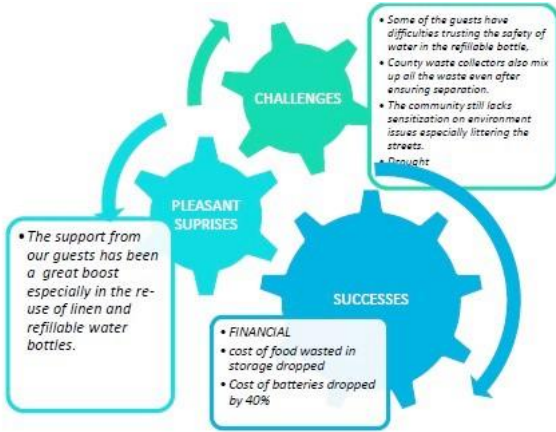 • Some of the guests have
difficulties trusting the safety of
water in the refillable bottle,
• County waste collectors also mix
up all the waste even after
ensuring separation.
• The community still lacks
sensitization on environment
issues especially littering the
streets.
• Drought
CHALLENGES
PLEASANT
SUPRISES
• The support from
our guests has been
a great boost
especially in the re-
use of linen and
refillable water
bottles.
SUCCESSES
• FINANCIAL
• cost of food wasted in
storage dropped
• Cost of batteries dropped
by 40%